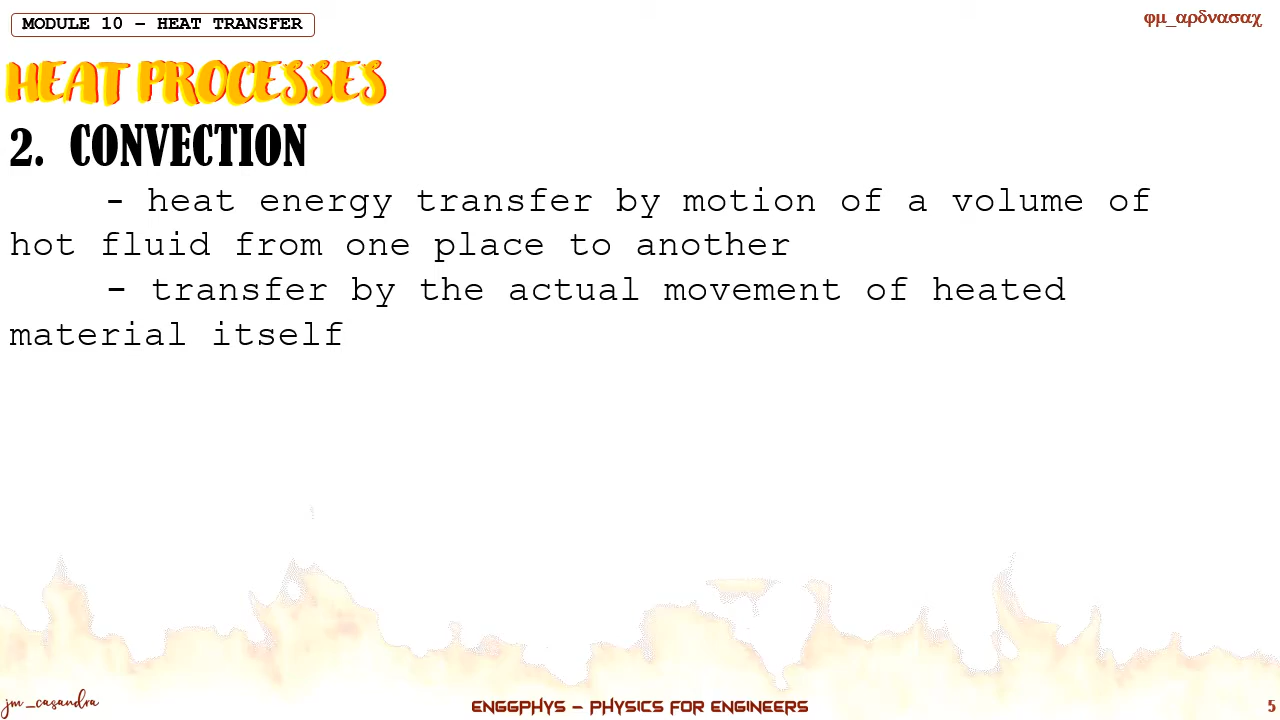 MODULE 10 – HEAT TRANSFER
φμ_αρδνασαχ
HEAT PROCESSES
2. CONVECTION
- heat energy transfer by motion of a volume of
hot fluid from one place to another
- transfer by the actual movement of heated
material itself
jm_casandra
ENGGPHYS – PHYSICS FOR ENGINEERS
5